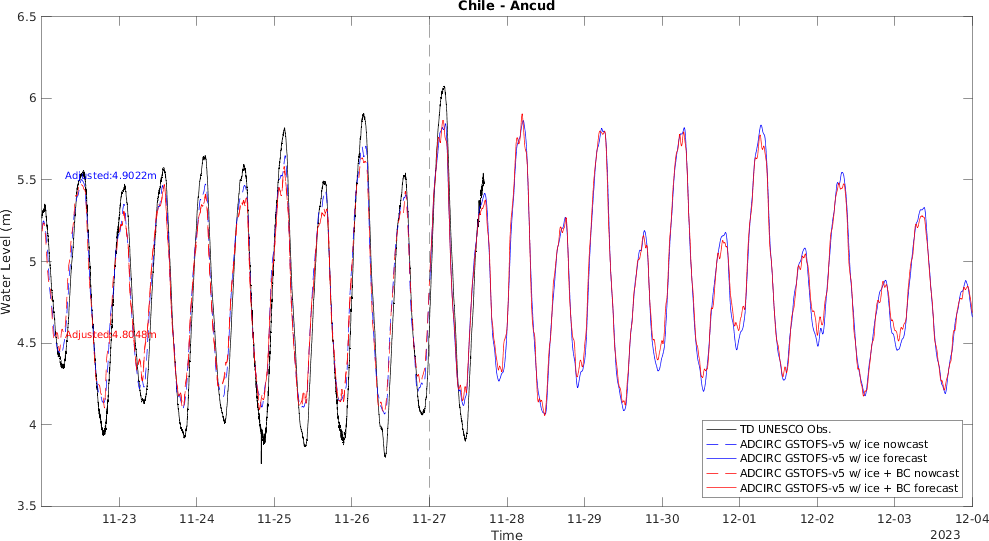 Chile - Ancud
6.5
6
5.5
5
4.5
4
3.5
Water Level (m)
Adjusted:4.9022m
Adjusted:4.8048m
TD UNESCO Obs.
ADCIRC GSTOFS-v5 w/ ice nowcast
ADCIRC GSTOFS-v5 w/ ice forecast
ADCIRC GSTOFS-v5 w/ ice + BC nowcast
ADCIRC GSTOFS-v5 w/ ice + BC forecast
11-23 11-24 11-25 11-26 11-27 11-28 11-29 11-30 12-01 12-02 12-03 12-04
Time
2023